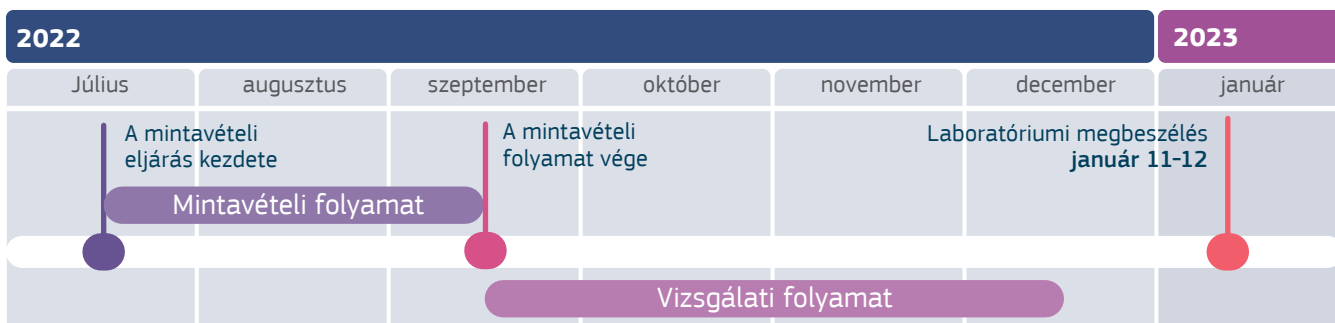 2022 2023
Július augusztus szeptember október november december január
A mintavételi
eljárás kezdete
A mintavételi
folyamat vége
Laboratóriumi megbeszélés
január 11-12
Mintavételi folyamat
Vizsgálati folyamat